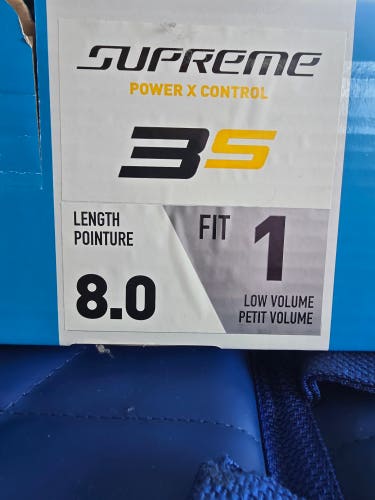 SUPREME
POWER X CONTROL
3S
LENGTH
POINTURE
8.0
FIT 1
LOW VOLUME
PETIT VOLUME